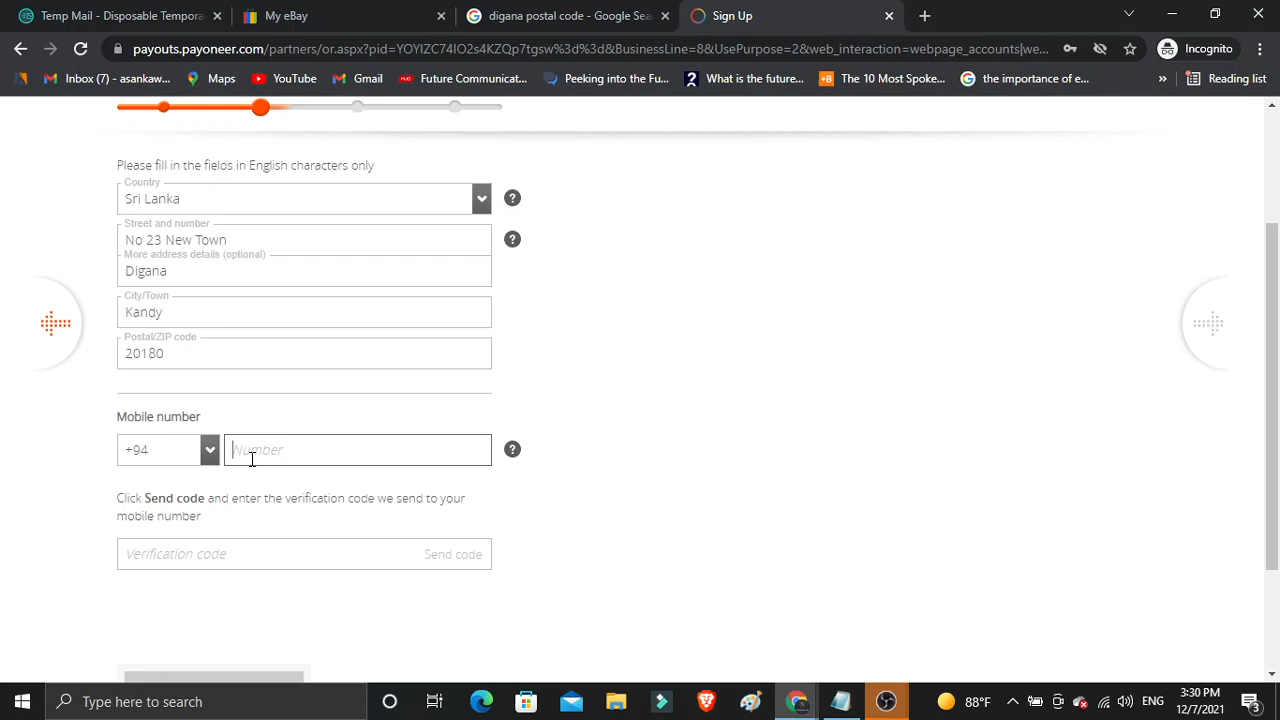 Temp Mail - Disposable Tempora
My eBay
digana postal code - Google Sea
Sign Up
payouts.payoneer.com/partners/or.aspx?pid=YOYIZC74IO2s4KZQp7tgsw%3d%3d&BusinessLine=8&UsePurpose=2&web_interaction=webpage_accounts|we...
Incognito
Inbox (7) - asankaw...
Maps
YouTube
Gmail
Future Communicat...
Peeking into the Fu...
What is the future...
The 10 Most Spoke...
the importance of e...
»
Reading list
Please fill in the fields in English characters only
Country
Sri Lanka
?
Street and number
No 23 New Town
?
More address details (optional)
Digana
City/Town
Kandy
Postal/ZIP code
20180
Mobile number
+94
Number
?
Click Send code and enter the verification code we send to your
mobile number
Verification code
Send code
Type here to search
88°F
ENG
3:30 PM
12/7/2021
3